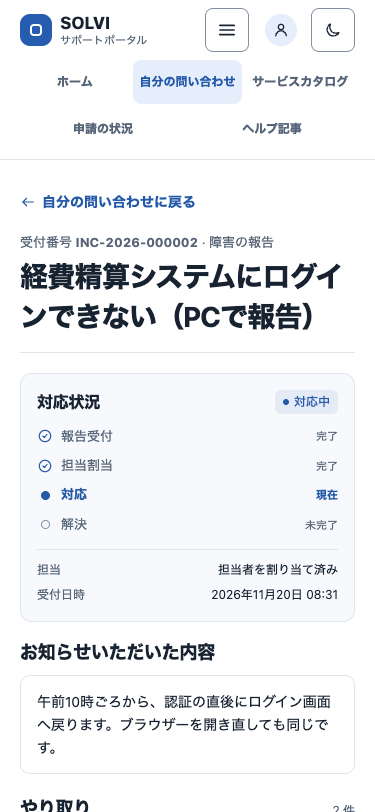 SOLVI
サポートポータル
ホーム
自分の問い合わせ
サービスカタログ
申請の状況
ヘルプ記事
← 自分の問い合わせに戻る
受付番号 INC-2026-000002 · 障害の報告
経費精算システムにログイ
ンできない（PCで報告）
対応状況
対応中
報告受付 完了
担当割当 完了
対応 現在
解決 未完了
担当 担当者を割り当て済み
受付日時 2026年11月20日 08:31
お知らせいただいた内容
午前10時ごろから、認証の直後にログイン画面
へ戻ります。ブラウザーを開き直しても同じで
す。
やり取り 2 件